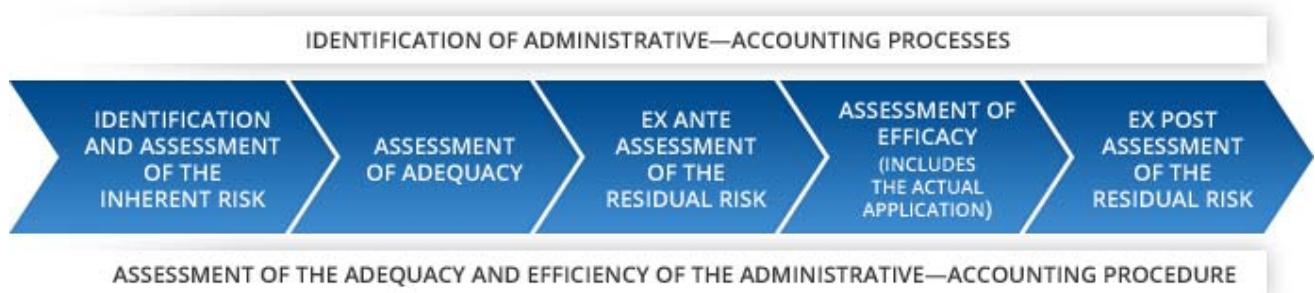 IDENTIFICATION OF ADMINISTRATIVE—ACCOUNTING PROCESSES
IDENTIFICATION
AND ASSESSMENT
OF THE
INHERENT RISK
ASSESSMENT
OF ADEQUACY
EX ANTE
ASSESSMENT
OF THE
RESIDUAL RISK
ASSESSMENT OF
EFFICACY
(INCLUDES
THE ACTUAL
APPLICATION)
EX POST
ASSESSMENT
OF THE
RESIDUAL RISK
ASSESSMENT OF THE ADEQUACY AND EFFICIENCY OF THE ADMINISTRATIVE—ACCOUNTING PROCEDURE